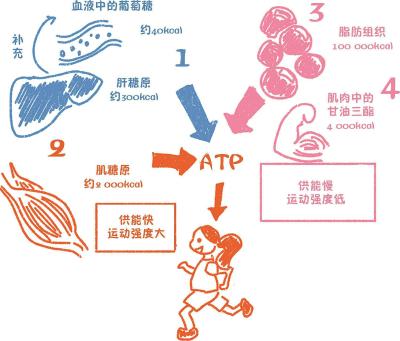 血液中的葡萄糖
约40kcal
补充
1
肝糖原
约300kcal
3
脂肪组织
100 000kcal
4
肌肉中的
甘油三酯
4 000kcal
2
肌糖原
约2 000kcal
ATP
供能快
运动强度大
供能慢
运动强度低